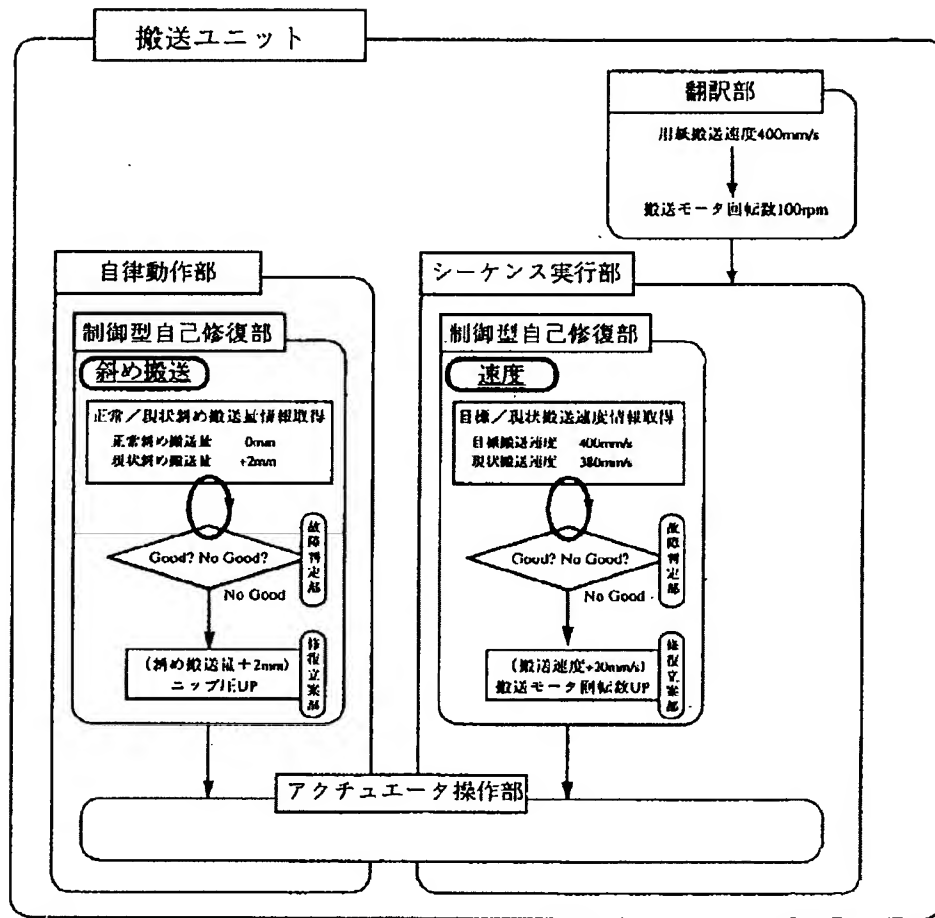 搬送ユニット
翻訳部
用紙搬送速度400mm/s
搬送モータ回転数100rpm
自律動作部
制御型自己修復部
斜め搬送
正常／現状斜め搬送量情報取得
正常斜め搬送量 0mm
現状斜め搬送量 +2mm
Good? No Good?
故障判定部
No Good
(斜め搬送量＋2mm)
ニップ圧UP
修復立案部
シーケンス実行部
制御型自己修復部
速度
目標／現状搬送速度情報取得
目標搬送速度 400mm/s
現状搬送速度 380mm/s
Good? No Good?
故障判定部
No Good
(搬送速度+20mm/s)
搬送モータ回転数UP
修復立案部
アクチュエータ操作部